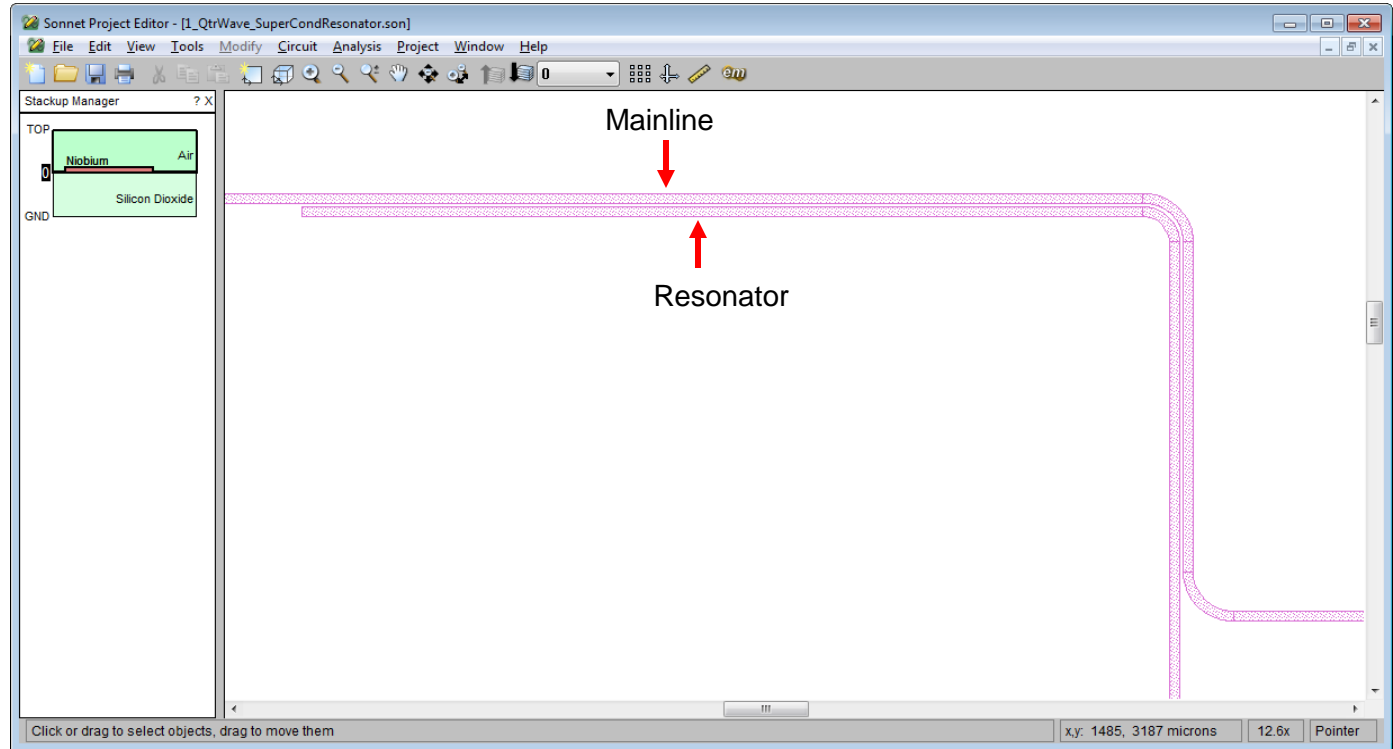 Sonnet Project Editor - [1_QtrWave_SuperCondResonator.son]
File Edit View Tools Modify Circuit Analysis Project Window Help
0
Stackup Manager ? X
TOP
Niobium
Air
0
Silicon Dioxide
GND
Mainline
Resonator
Click or drag to select objects, drag to move them
x,y: 1485, 3187 microns
12.6x
Pointer